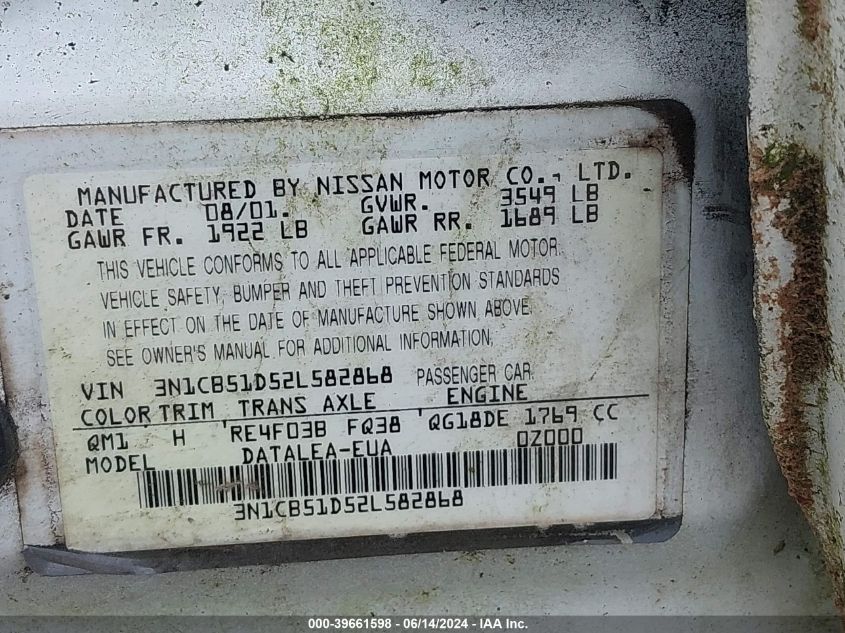 MANUFACTURED BY NISSAN MOTOR CO., LTD.
DATE 08/01. GVWR. 3549 LB
GAWR FR. 1922 LB GAWR RR. 1689 LB
THIS VEHICLE CONFORMS TO ALL APPLICABLE FEDERAL MOTOR
VEHICLE SAFETY, BUMPER AND THEFT PREVENTION STANDARDS
IN EFFECT ON THE DATE OF MANUFACTURE SHOWN ABOVE.
SEE OWNER'S MANUAL FOR ADDITIONAL INFORMATION,
VIN 3N1CB51D52L582868 PASSENGER CAR
COLOR TRIM TRANS AXLE ENGINE
QM1 H RE4F03B FQ38 QG18DE 1769 CC
MODEL DATALEA-EUA 0Z000
3N1CB51D52L582868
000-39661598 - 06/14/2024 - IAA Inc.